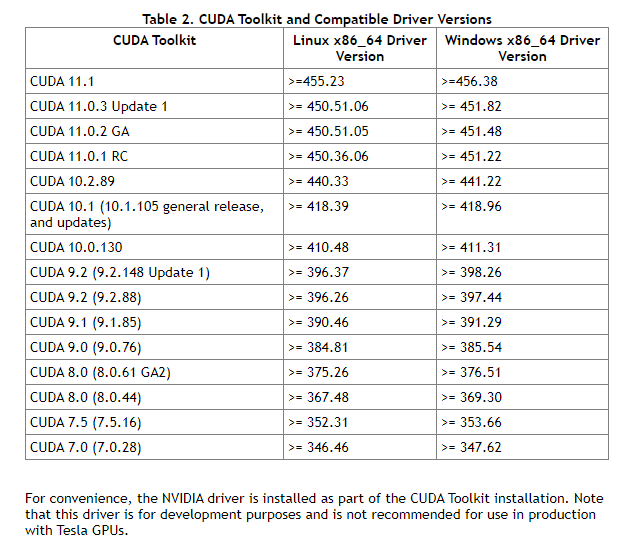 Table 2. CUDA Toolkit and Compatible Driver Versions
CUDA Toolkit Linux x86_64 Driver Version Windows x86_64 Driver Version
CUDA 11.1 >=455.23 >=456.38
CUDA 11.0.3 Update 1 >= 450.51.06 >= 451.82
CUDA 11.0.2 GA >= 450.51.05 >= 451.48
CUDA 11.0.1 RC >= 450.36.06 >= 451.22
CUDA 10.2.89 >= 440.33 >= 441.22
CUDA 10.1 (10.1.105 general release, and updates) >= 418.39 >= 418.96
CUDA 10.0.130 >= 410.48 >= 411.31
CUDA 9.2 (9.2.148 Update 1) >= 396.37 >= 398.26
CUDA 9.2 (9.2.88) >= 396.26 >= 397.44
CUDA 9.1 (9.1.85) >= 390.46 >= 391.29
CUDA 9.0 (9.0.76) >= 384.81 >= 385.54
CUDA 8.0 (8.0.61 GA2) >= 375.26 >= 376.51
CUDA 8.0 (8.0.44) >= 367.48 >= 369.30
CUDA 7.5 (7.5.16) >= 352.31 >= 353.66
CUDA 7.0 (7.0.28) >= 346.46 >= 347.62
For convenience, the NVIDIA driver is installed as part of the CUDA Toolkit installation. Note
that this driver is for development purposes and is not recommended for use in production
with Tesla GPUs.